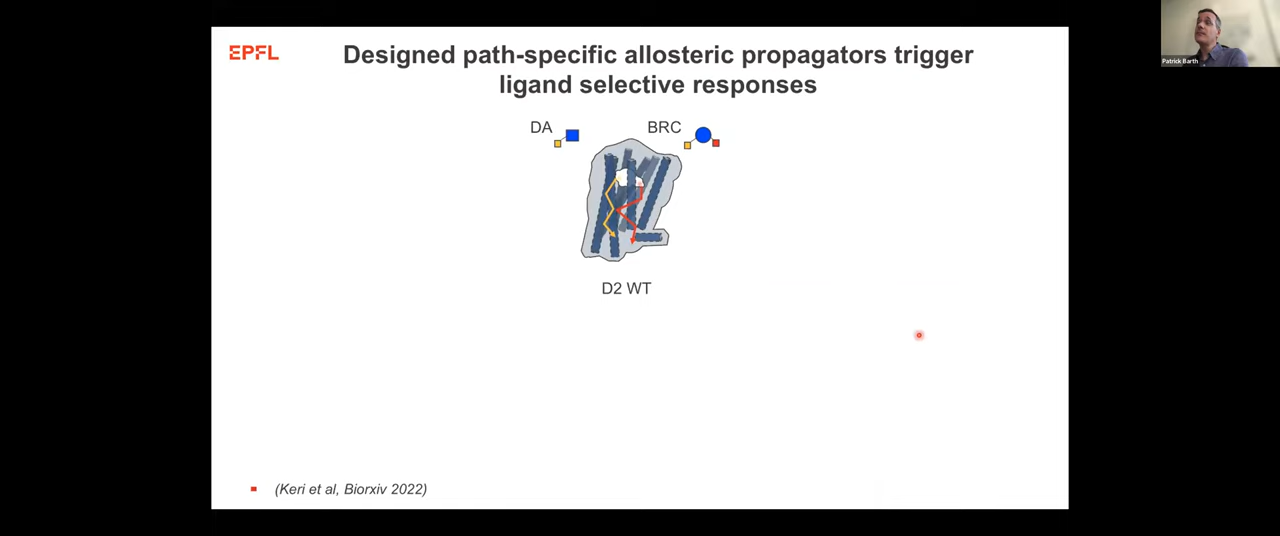 EPFL
Designed path-specific allosteric propagators trigger
ligand selective responses
DA
BRC
D2 WT
(Keri et al, Biorxiv 2022)
Patrick Barth